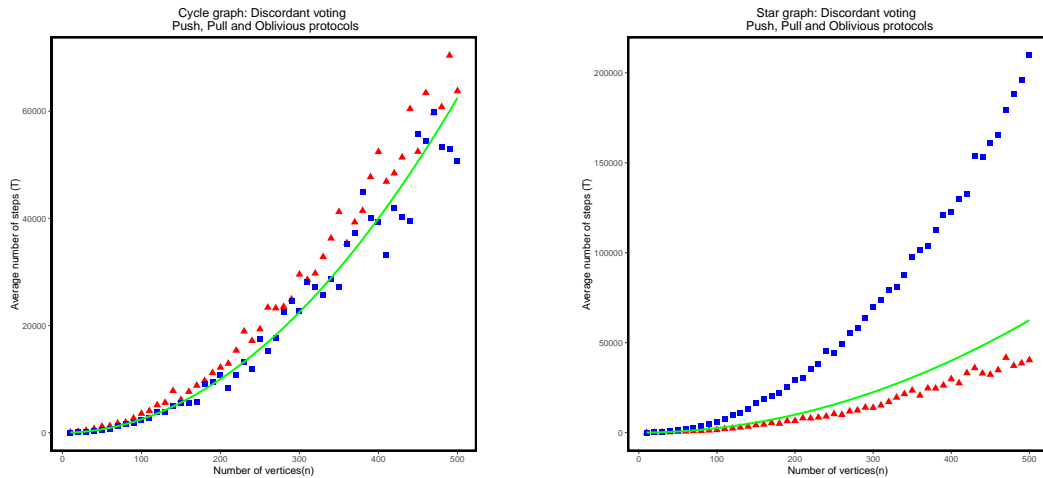 Cycle graph: Discordant voting
Push, Pull and Oblivious protocols
Average number of steps (T)
60000
40000
20000
0
0 100 200 300 400 500
Number of vertices(n)
Star graph: Discordant voting
Push, Pull and Oblivious protocols
Average number of steps (T)
200000
150000
100000
50000
0
0 100 200 300 400 500
Number of vertices(n)